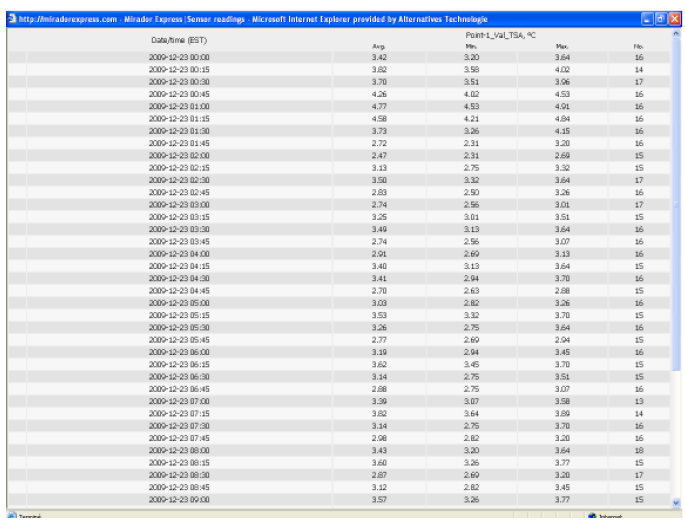 http://miradorexpress.com - Mirador Express |Sensor readings - Microsoft Internet Explorer provided by Alternatives Technologie
Date/time (EST) Point-1_Val_TSA, ºC
Avg. Min. Max. No.
2009-12-23 00:00 3.42 3.20 3.64 16
2009-12-23 00:15 3.82 3.58 4.02 14
2009-12-23 00:30 3.70 3.51 3.96 17
2009-12-23 00:45 4.26 4.02 4.53 16
2009-12-23 01:00 4.77 4.53 4.91 16
2009-12-23 01:15 4.58 4.21 4.84 16
2009-12-23 01:30 3.73 3.26 4.15 16
2009-12-23 01:45 2.72 2.31 3.20 16
2009-12-23 02:00 2.47 2.31 2.69 15
2009-12-23 02:15 3.13 2.75 3.32 15
2009-12-23 02:30 3.50 3.32 3.64 17
2009-12-23 02:45 2.83 2.50 3.26 16
2009-12-23 03:00 2.74 2.56 3.01 17
2009-12-23 03:15 3.25 3.01 3.51 15
2009-12-23 03:30 3.49 3.13 3.64 16
2009-12-23 03:45 2.74 2.56 3.07 16
2009-12-23 04:00 2.91 2.69 3.13 16
2009-12-23 04:15 3.40 3.13 3.64 15
2009-12-23 04:30 3.41 2.94 3.70 16
2009-12-23 04:45 2.70 2.63 2.88 15
2009-12-23 05:00 3.03 2.82 3.26 16
2009-12-23 05:15 3.53 3.32 3.70 15
2009-12-23 05:30 3.26 2.75 3.64 16
2009-12-23 05:45 2.77 2.69 2.94 15
2009-12-23 06:00 3.19 2.94 3.45 16
2009-12-23 06:15 3.62 3.45 3.70 15
2009-12-23 06:30 3.14 2.75 3.51 15
2009-12-23 06:45 2.88 2.75 3.07 16
2009-12-23 07:00 3.39 3.07 3.58 13
2009-12-23 07:15 3.82 3.64 3.89 14
2009-12-23 07:30 3.14 2.75 3.70 16
2009-12-23 07:45 2.98 2.82 3.20 16
2009-12-23 08:00 3.43 3.20 3.64 18
2009-12-23 08:15 3.60 3.26 3.77 15
2009-12-23 08:30 2.87 2.69 3.20 17
2009-12-23 08:45 3.12 2.82 3.45 15
2009-12-23 09:00 3.57 3.26 3.77 15
Terminé Internet